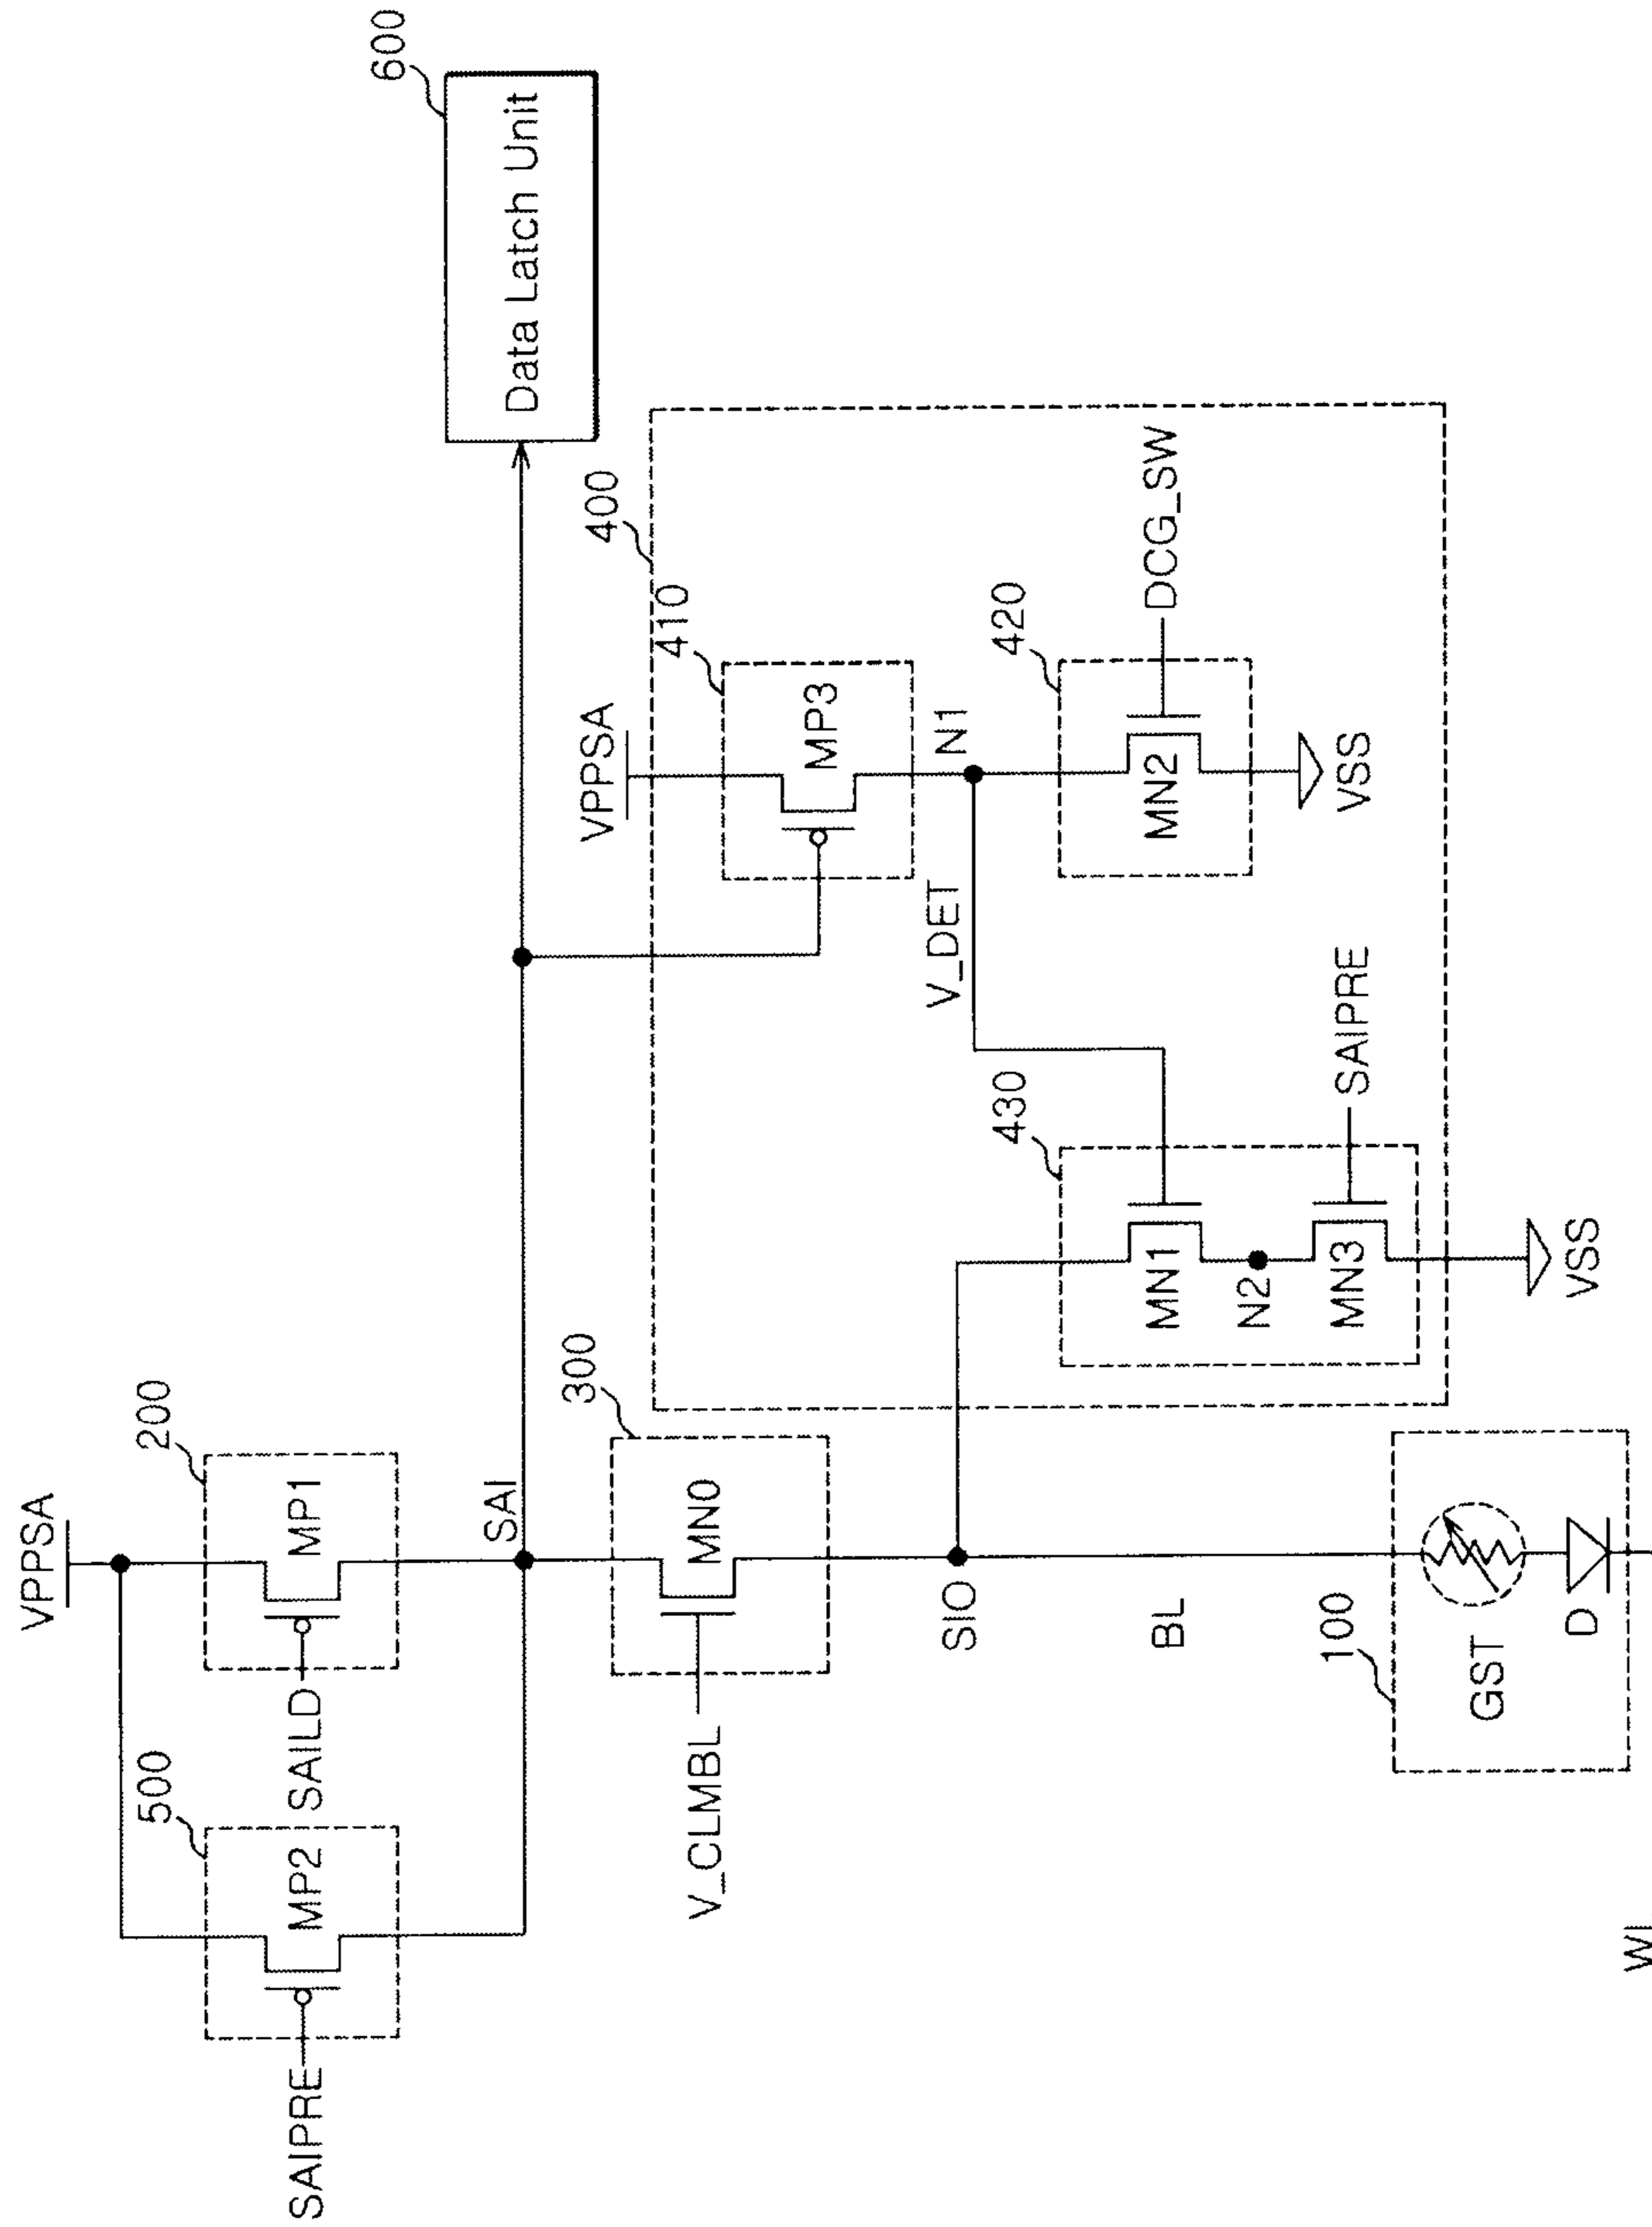 600
Data Latch Unit
VPPSA
200
MP1
SAILD
500
MP2
SAIPRE
SAI
400
VPPSA
410
MP3
300
MN0
V_CLMBL
N1
V_DET
420
DCG_SW
MN2
VSS
SIO
430
MN1
N2
SAIPRE
MN3
VSS
BL
100
GST
D